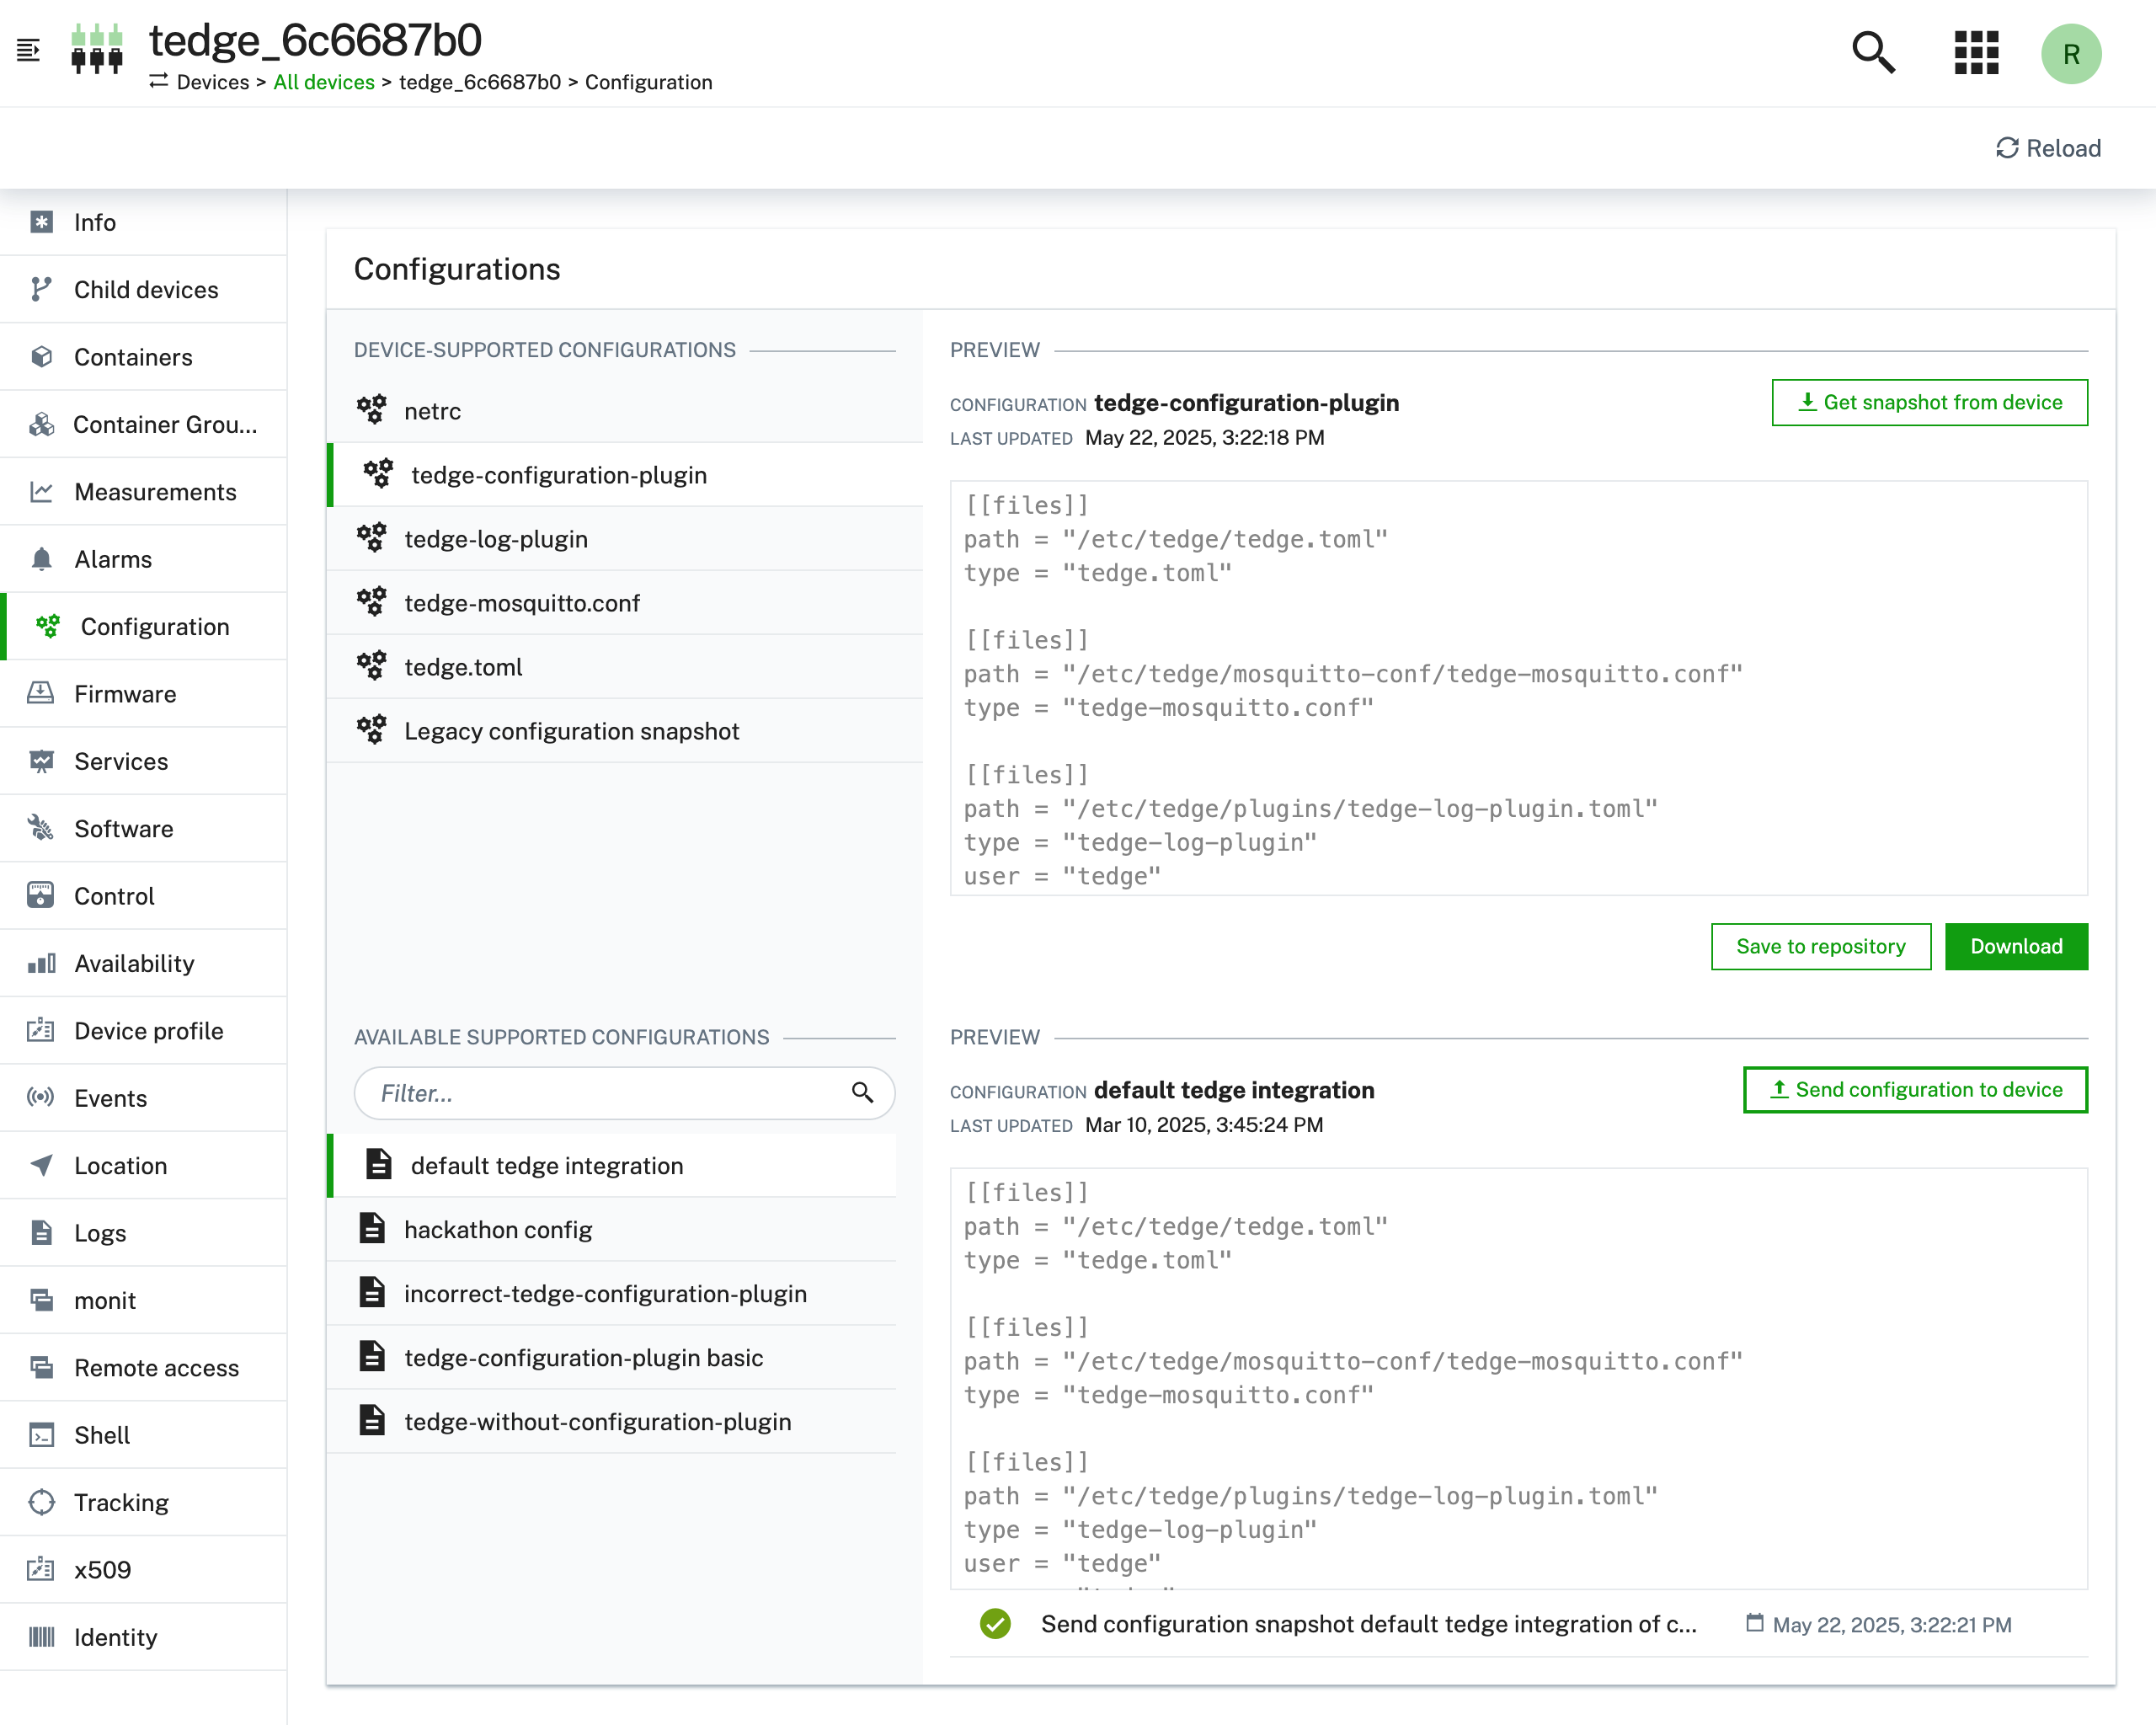 tedge_6c6687b0
Devices > All devices > tedge_6c6687b0 > Configuration
R
Reload
Info
Child devices
Containers
Container Grou...
Measurements
Alarms
Configuration
Firmware
Services
Software
Control
Availability
Device profile
Events
Location
Logs
monit
Remote access
Shell
Tracking
x509
Identity
Configurations
DEVICE-SUPPORTED CONFIGURATIONS
netrc
tedge-configuration-plugin
tedge-log-plugin
tedge-mosquitto.conf
tedge.toml
Legacy configuration snapshot
PREVIEW
CONFIGURATION tedge-configuration-plugin
Get snapshot from device
LAST UPDATED May 22, 2025, 3:22:18 PM
[[files]]
path = "/etc/tedge/tedge.toml"
type = "tedge.toml"
[[files]]
path = "/etc/tedge/mosquitto-conf/tedge-mosquitto.conf"
type = "tedge-mosquitto.conf"
[[files]]
path = "/etc/tedge/plugins/tedge-log-plugin.toml"
type = "tedge-log-plugin"
user = "tedge"
Save to repository
Download
AVAILABLE SUPPORTED CONFIGURATIONS
Filter...
default tedge integration
hackathon config
incorrect-tedge-configuration-plugin
tedge-configuration-plugin basic
tedge-without-configuration-plugin
PREVIEW
CONFIGURATION default tedge integration
Send configuration to device
LAST UPDATED Mar 10, 2025, 3:45:24 PM
[[files]]
path = "/etc/tedge/tedge.toml"
type = "tedge.toml"
[[files]]
path = "/etc/tedge/mosquitto-conf/tedge-mosquitto.conf"
type = "tedge-mosquitto.conf"
[[files]]
path = "/etc/tedge/plugins/tedge-log-plugin.toml"
type = "tedge-log-plugin"
user = "tedge"
Send configuration snapshot default tedge integration of c...
May 22, 2025, 3:22:21 PM